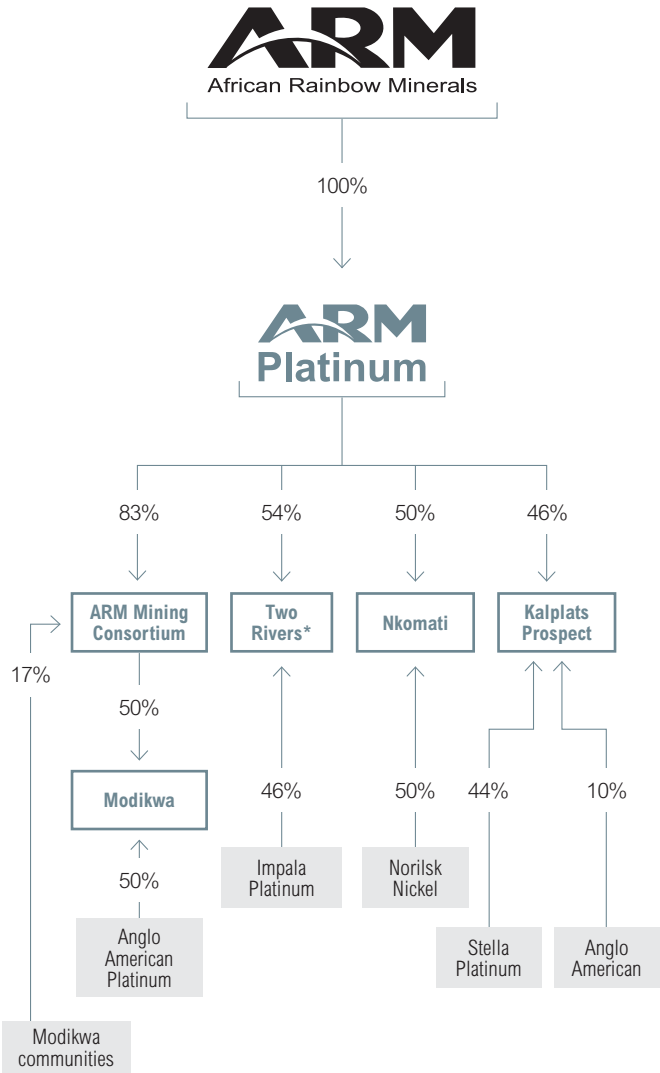 ARM
African Rainbow Minerals
100%
ARM
Platinum
83%
54%
50%
46%
ARM Mining
Consortium
Two
Rivers*
Nkomati
Kalplats
Prospect
17%
50%
Modikwa
46%
50%
44%
10%
50%
Impala
Platinum
Norilsk
Nickel
Anglo
American
Platinum
Stella
Platinum
Anglo
American
Modikwa
communities